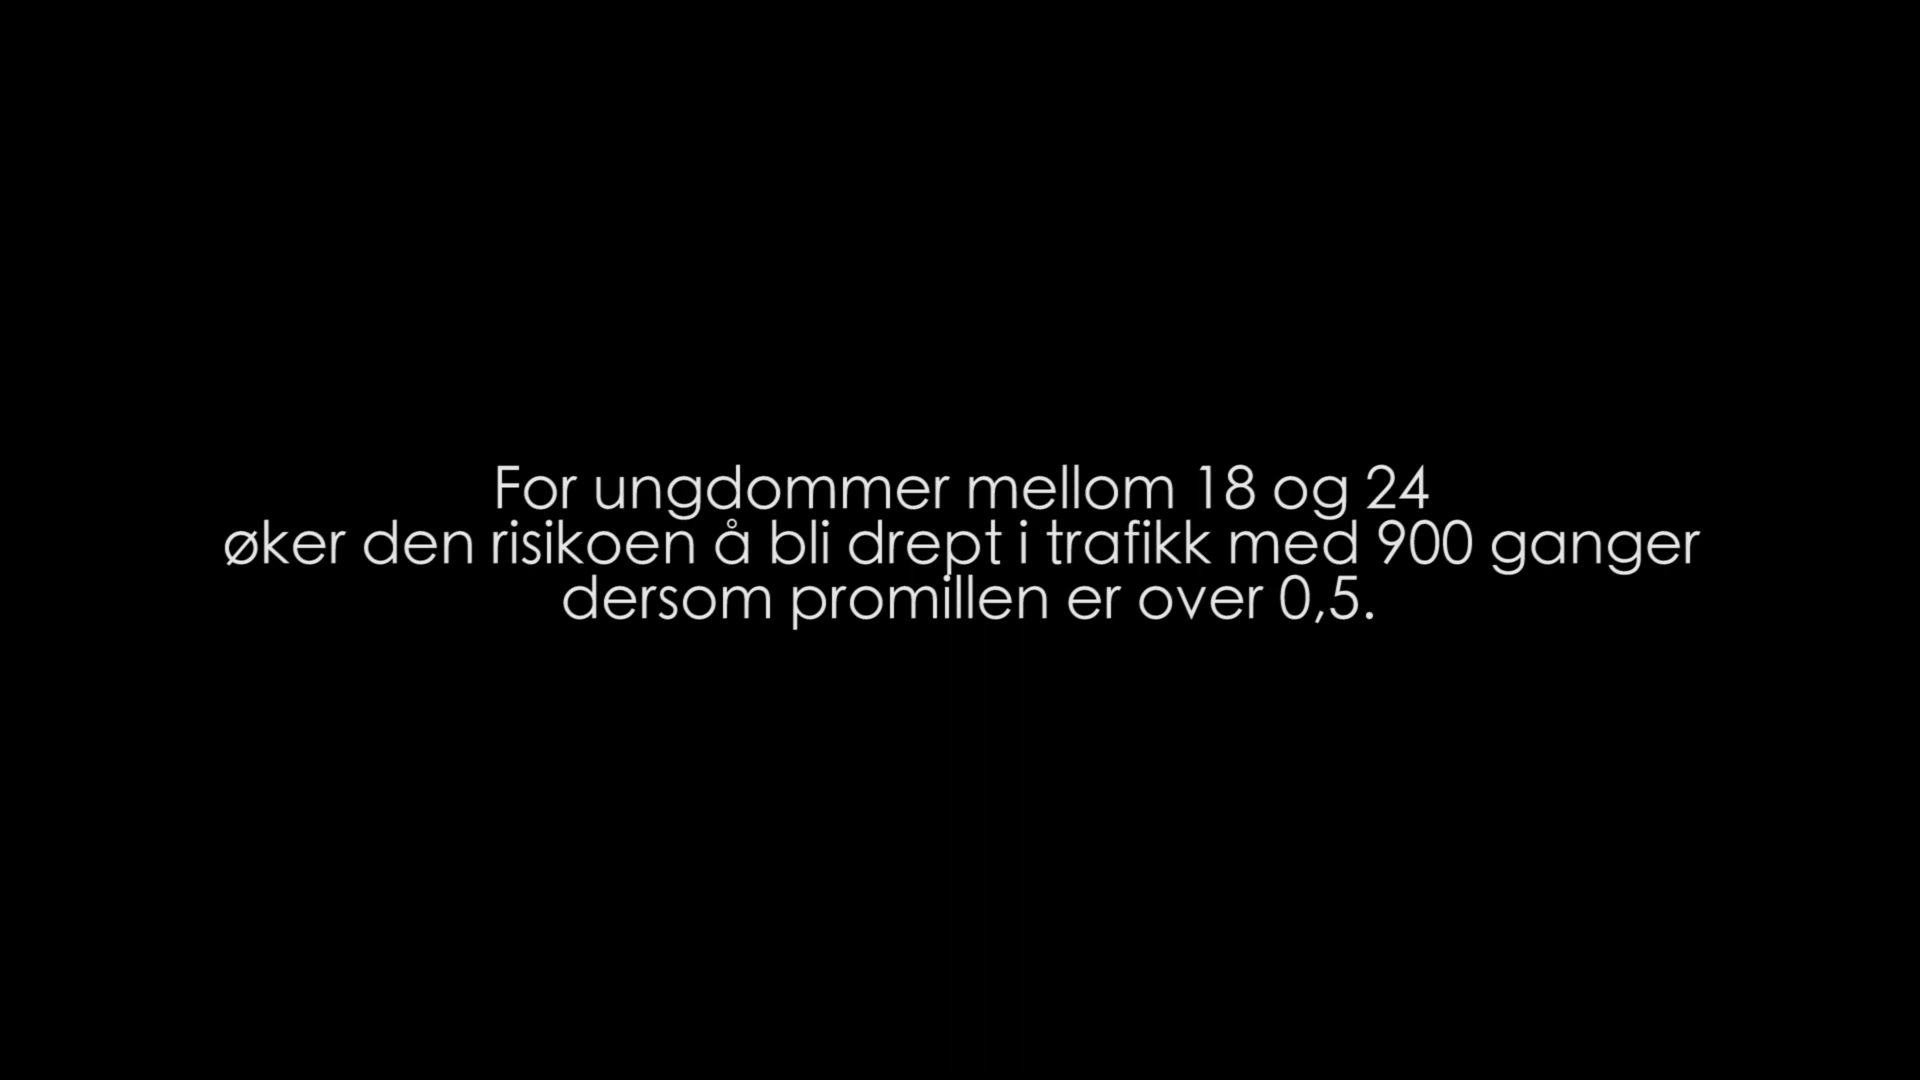 For ungdommer mellom 18 og 24
øker den risikoen å bli drept i trafikk med 900 ganger
dersom promillen er over 0,5.